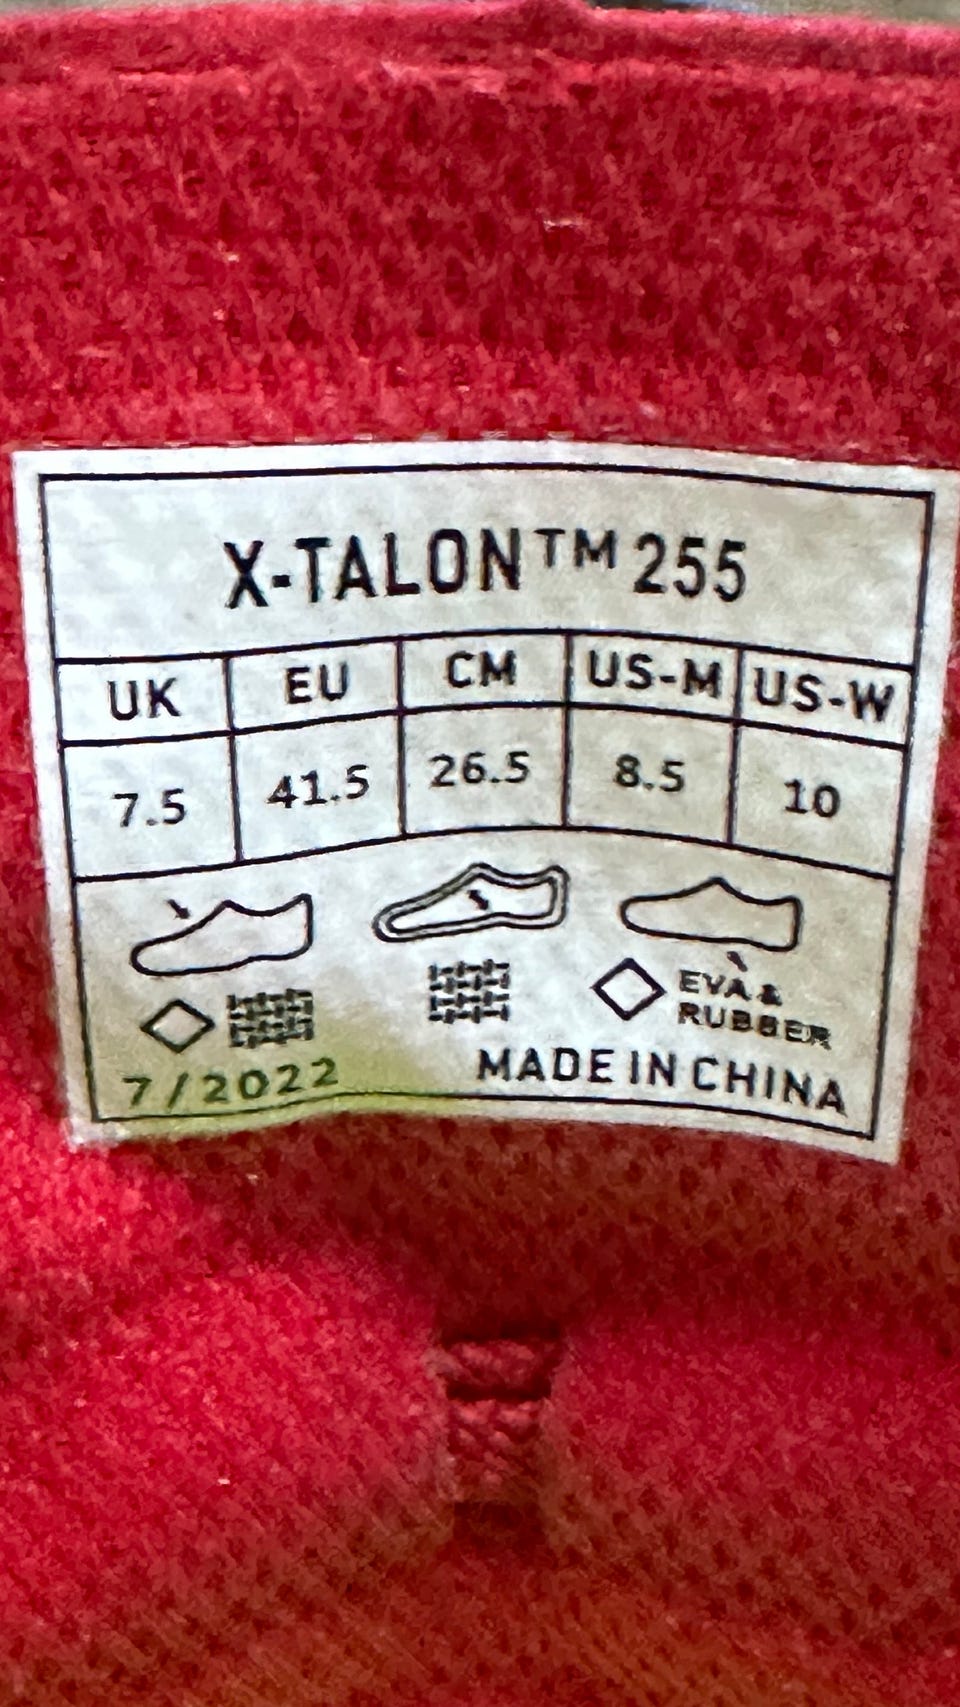 X-TALON™ 255
UK EU CM US-M US-W
7.5 41.5 26.5 8.5 10
EVA &
RUBBER
7/2022 MADE IN CHINA